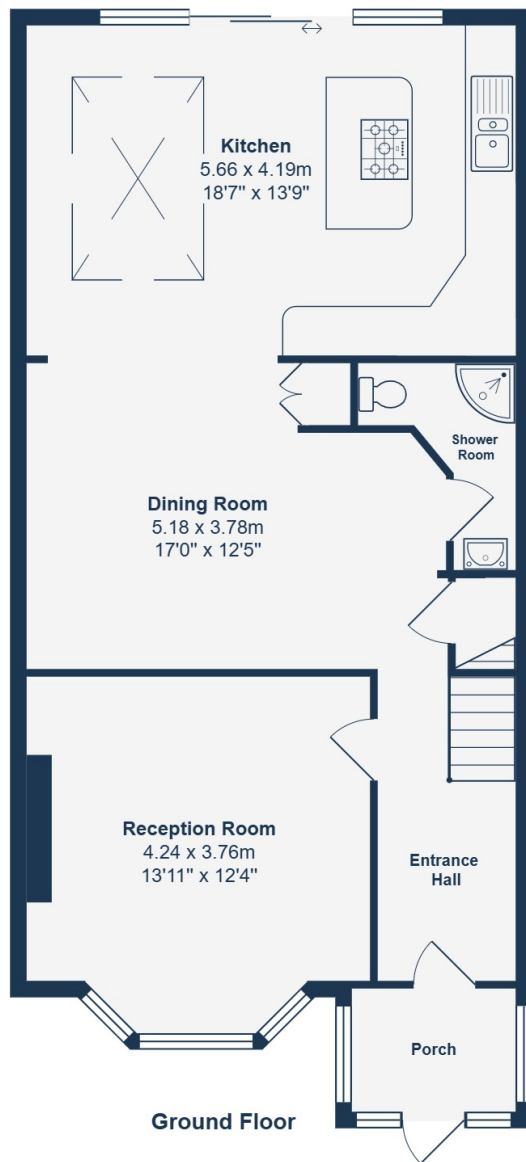 Kitchen
5.66 x 4.19m
18'7" x 13'9"
Shower
Room
Dining Room
5.18 x 3.78m
17'0" x 12'5"
Reception Room
4.24 x 3.76m
13'11" x 12'4"
Entrance
Hall
Porch
Ground Floor